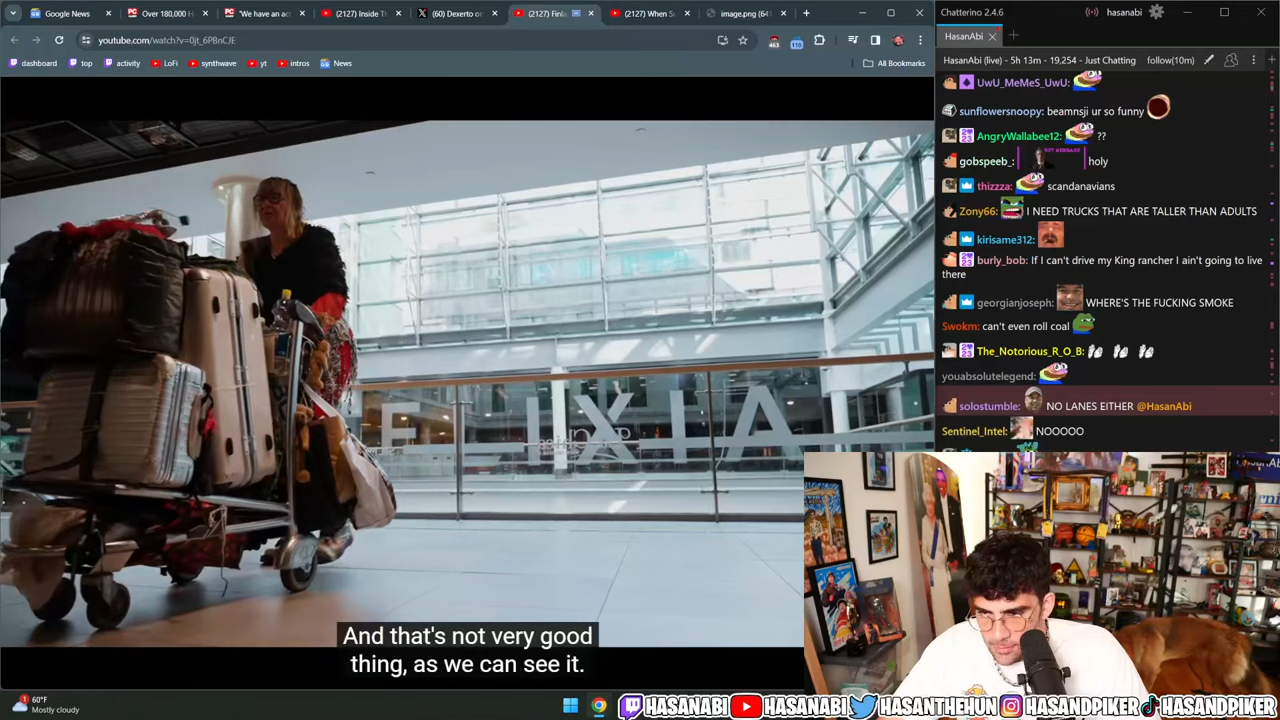 Google News
Over 180,000 H
"We have an ac
(2127) Inside Th
(60) Dexerto on
(2127) Finl
(2127) When S
image.png (641
youtube.com/watch?v=0jt_6PBnCJE
463
110
dashboard
top
activity
LoFi
synthwave
yt
intros
News
All Bookmarks
Chatterino 2.4.6
hasanabi
HasanAbi
HasanAbi (live) - 5h 13m - 19,254 - Just Chatting
follow(10m)
UwU_MeMeS_UwU:
sunflowersnoopy: beamnsji ur so funny
AngryWallabee12: ??
gobspeeb_: holy
thizzza: scandanavians
Zony66: I NEED TRUCKS THAT ARE TALLER THAN ADULTS
kirisame312:
burly_bob: If I can't drive my King rancher I ain't going to live
there
georgianjoseph: WHERE'S THE FUCKING SMOKE
Swokm: can't even roll coal
The_Notorious_R_O_B:
youabsolutelegend:
solostumble: NO LANES EITHER @HasanAbi
Sentinel_Intel: NOOOOO
And that's not very good
thing, as we can see it.
60°F
Mostly cloudy
HASANABI
HASANABI
HASANTHEHUN
HASANDPIKER
HASANDPIKER